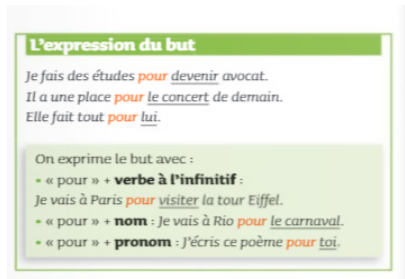 L'expression du but
Je fais des études pour devenir avocat.
Il a une place pour le concert de demain.
Elle fait tout pour lui.
On exprime le but avec :
• « pour » + verbe à l'infinitif :
Je vais à Paris pour visiter la tour Eiffel.
• « pour » + nom : Je vais à Rio pour le carnaval.
• « pour » + pronom : J'écris ce poème pour toi.